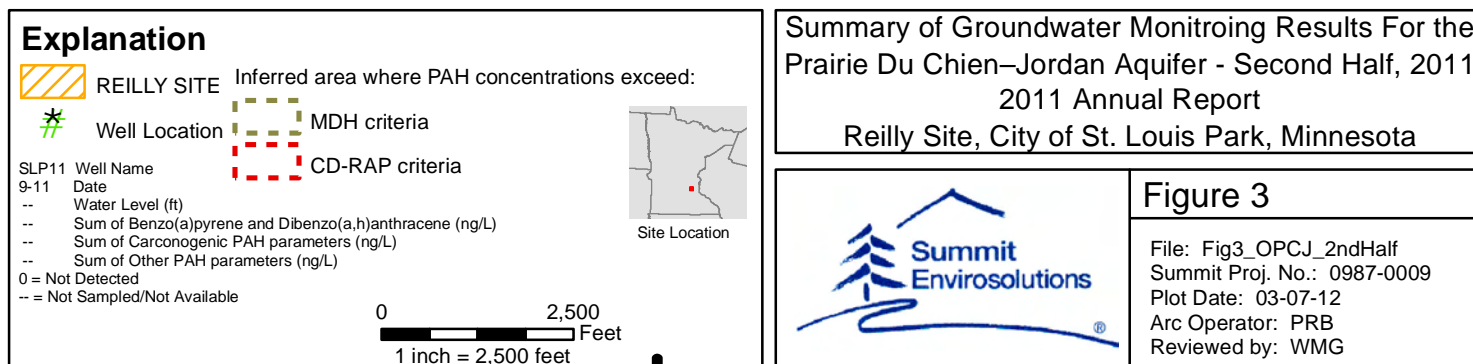 Explanation
REILLY SITE
Inferred area where PAH concentrations exceed:
Well Location
MDH criteria
CD-RAP criteria
SLP11 Well Name
9-11 Date
-- Water Level (ft)
-- Sum of Benzo(a)pyrene and Dibenzo(a,h)anthracene (ng/L)
-- Sum of Carconogenic PAH parameters (ng/L)
-- Sum of Other PAH parameters (ng/L)
0 = Not Detected
-- = Not Sampled/Not Available
Site Location
0 2,500
Feet
1 inch = 2,500 feet
Summary of Groundwater Monitroing Results For the
Prairie Du Chien–Jordan Aquifer - Second Half, 2011
2011 Annual Report
Reilly Site, City of St. Louis Park, Minnesota
Summit
Envirosolutions
®
Figure 3
File: Fig3_OPCJ_2ndHalf
Summit Proj. No.: 0987-0009
Plot Date: 03-07-12
Arc Operator: PRB
Reviewed by: WMG